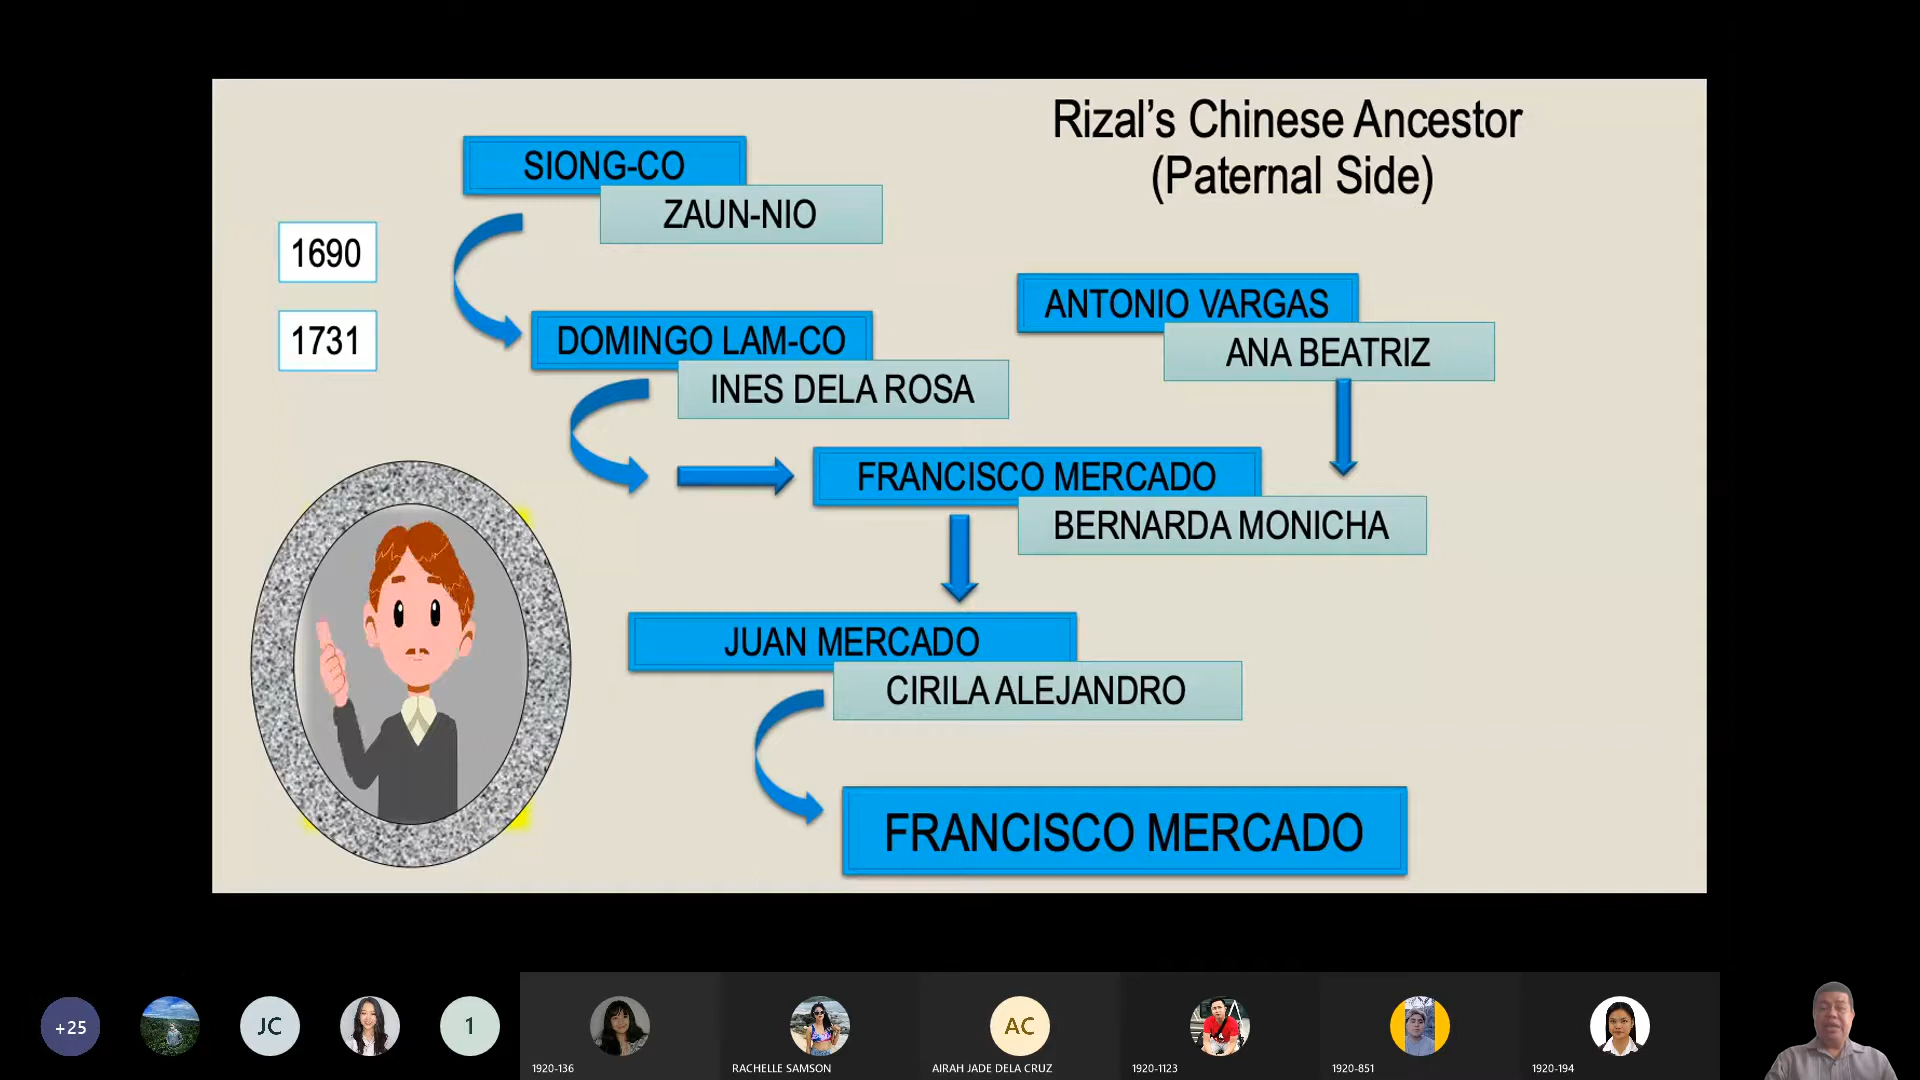 Rizal’s Chinese Ancestor
(Paternal Side)
SIONG-CO
ZAUN-NIO
1690
1731
ANTONIO VARGAS
ANA BEATRIZ
DOMINGO LAM-CO
INES DELA ROSA
FRANCISCO MERCADO
BERNARDA MONICHA
JUAN MERCADO
CIRILA ALEJANDRO
FRANCISCO MERCADO
+25
JC
1
AC
1920-136
RACHELLE SAMSON
AIRAH JADE DELA CRUZ
1920-1123
1920-851
1920-194